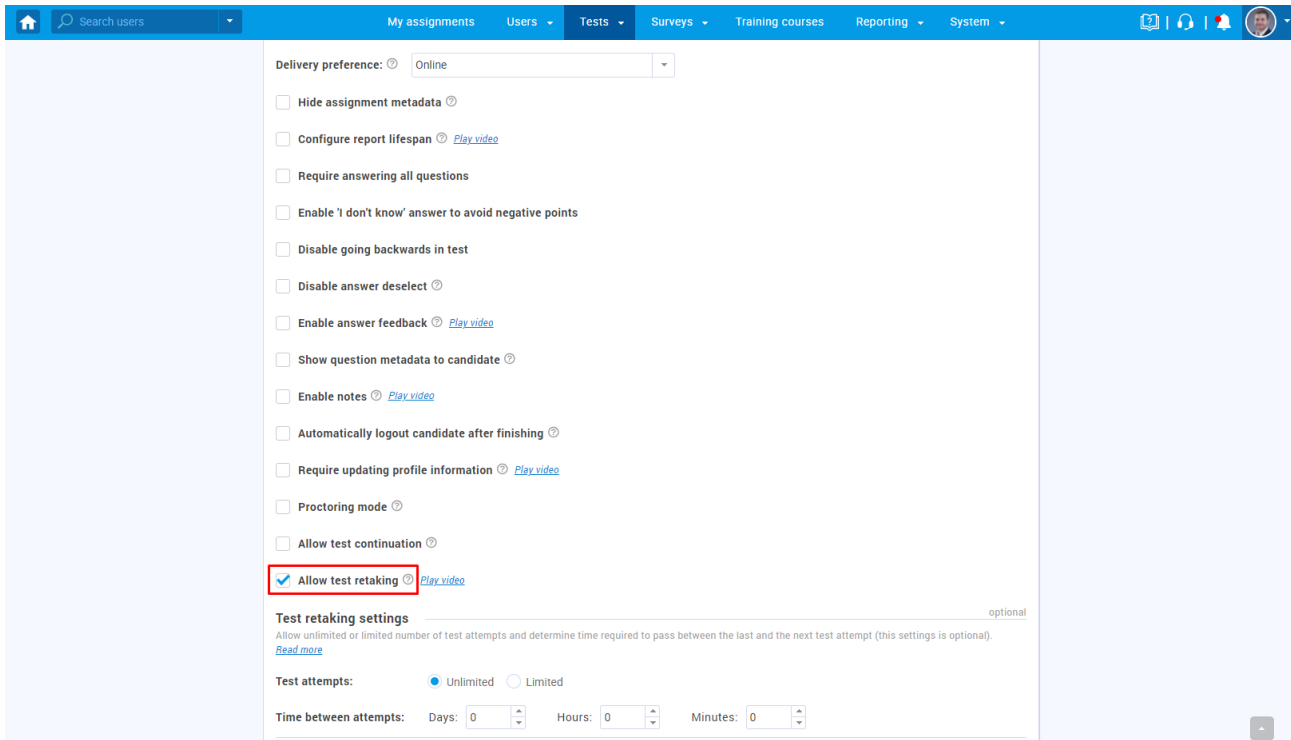 Search users My assignments Users Tests Surveys Training courses Reporting System
Delivery preference: Online
Hide assignment metadata
Configure report lifespan Play video
Require answering all questions
Enable 'I don't know' answer to avoid negative points
Disable going backwards in test
Disable answer deselect
Enable answer feedback Play video
Show question metadata to candidate
Enable notes Play video
Automatically logout candidate after finishing
Require updating profile information Play video
Proctoring mode
Allow test continuation
Allow test retaking Play video
Test retaking settings optional
Allow unlimited or limited number of test attempts and determine time required to pass between the last and the next test attempt (this settings is optional).
Read more
Test attempts: Unlimited Limited
Time between attempts: Days: 0 Hours: 0 Minutes: 0